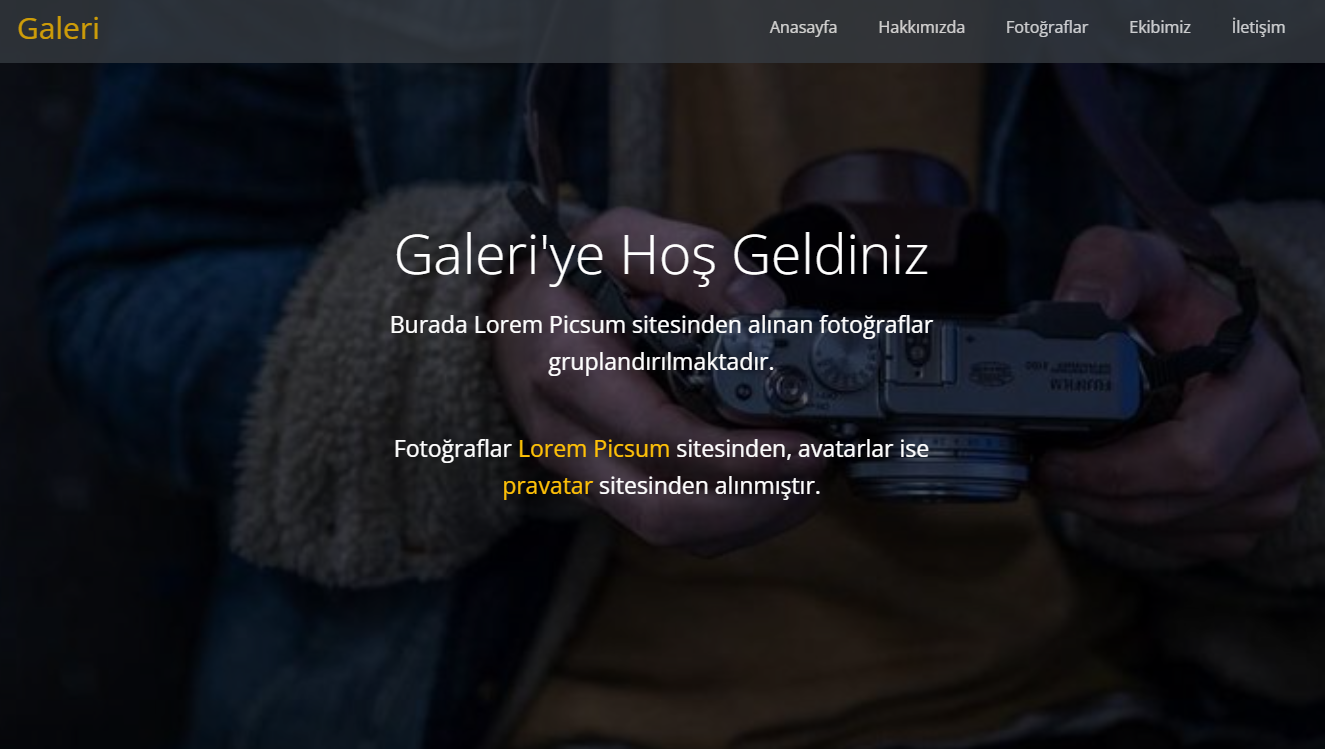 Galeri
Anasayfa Hakkımızda Fotoğraflar Ekibimiz İletişim
Galeri'ye Hoş Geldiniz
Burada Lorem Picsum sitesinden alınan fotoğraflar
gruplandırılmaktadır.
FUJIFILM
Fotoğraflar Lorem Picsum sitesinden, avatarlar ise
pravatar sitesinden alınmıştır.